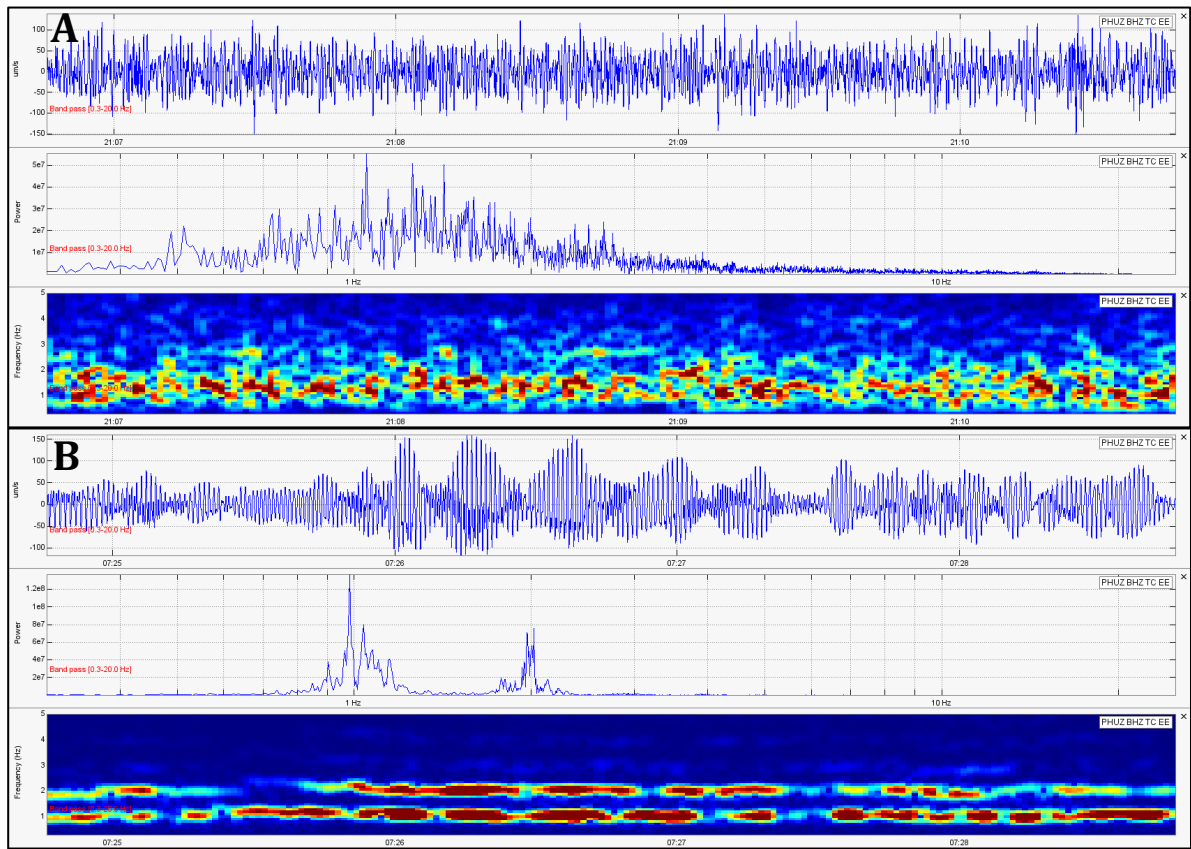 A
PHUZ BHZ TC EE
100
50
0
-50
-100
-150
um/s
Band pass [0.3-20.0 Hz]
21:07 21:08 21:09 21:10
PHUZ BHZ TC EE
5e7
4e7
3e7
2e7
1e7
Power
Band pass [0.3-20.0 Hz]
1 Hz 10 Hz
PHUZ BHZ TC EE
5
4
3
2
1
Frequency (Hz)
21:07 21:08 21:09 21:10
B
PHUZ BHZ TC EE
150
100
50
0
-50
-100
um/s
Band pass [0.3-20.0 Hz]
07:25 07:26 07:27 07:28
PHUZ BHZ TC EE
1.2e8
1e8
8e7
6e7
4e7
2e7
Power
Band pass [0.3-20.0 Hz]
1 Hz 10 Hz
PHUZ BHZ TC EE
5
4
3
2
1
Frequency (Hz)
07:25 07:26 07:27 07:28